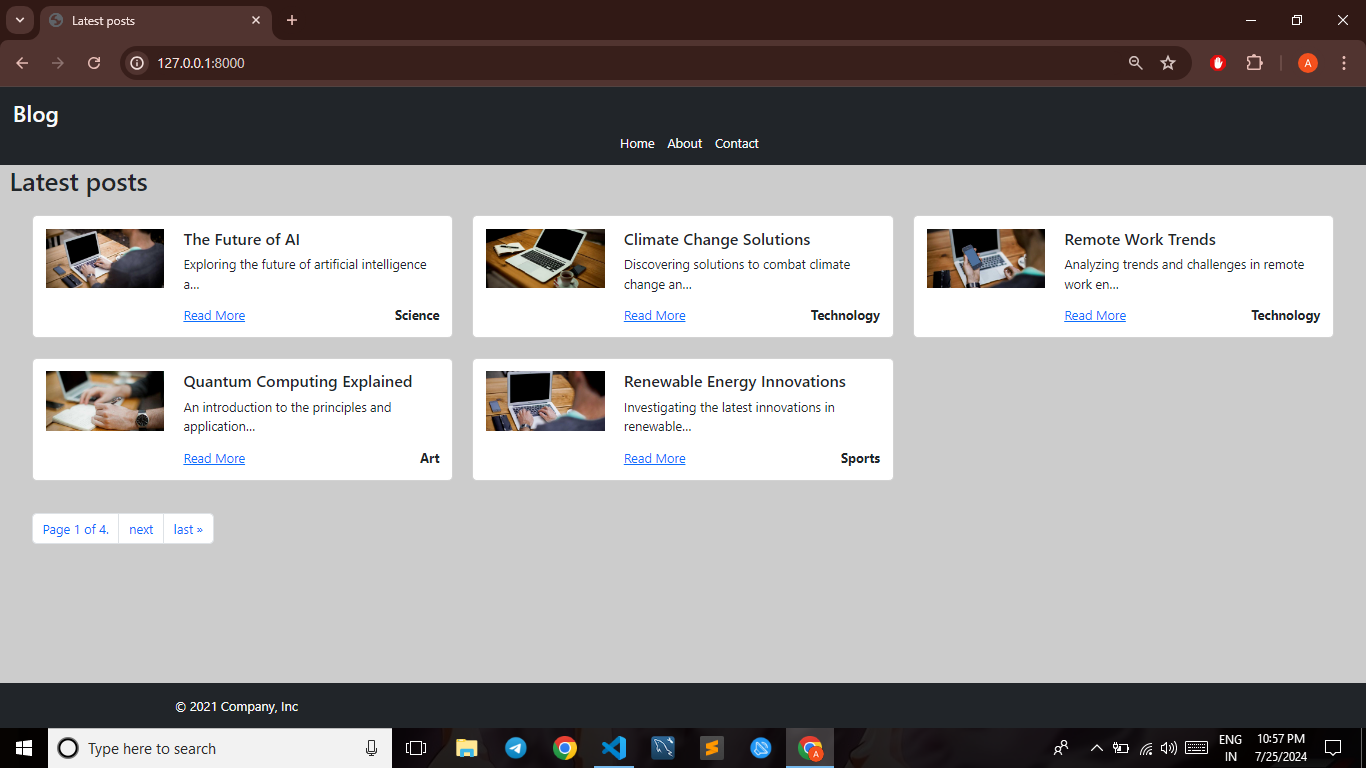 Latest posts
127.0.0.1:8000
A
Blog
Home About Contact
Latest posts
The Future of AI
Exploring the future of artificial intelligence
a...
Read More Science
Climate Change Solutions
Discovering solutions to combat climate
change an...
Read More Technology
Remote Work Trends
Analyzing trends and challenges in remote
work en...
Read More Technology
Quantum Computing Explained
An introduction to the principles and
application...
Read More Art
Renewable Energy Innovations
Investigating the latest innovations in
renewable...
Read More Sports
Page 1 of 4. next last »
© 2021 Company, Inc
Type here to search
A
ENG
IN
10:57 PM
7/25/2024